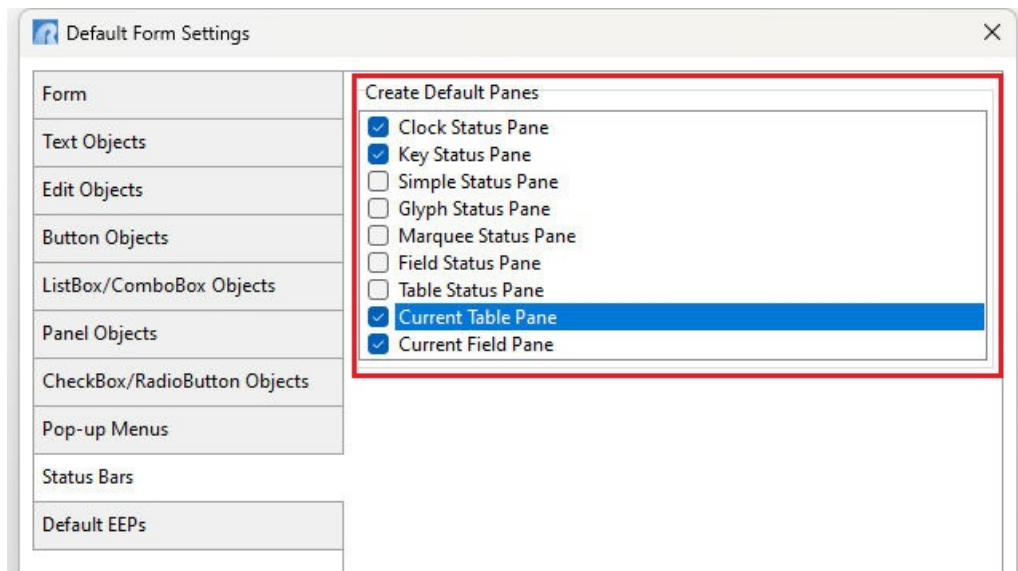 Default Form Settings
Form
Text Objects
Edit Objects
Button Objects
ListBox/ComboBox Objects
Panel Objects
CheckBox/RadioButton Objects
Pop-up Menus
Status Bars
Default EEPs
Create Default Panes
Clock Status Pane
Key Status Pane
Simple Status Pane
Glyph Status Pane
Marquee Status Pane
Field Status Pane
Table Status Pane
Current Table Pane
Current Field Pane